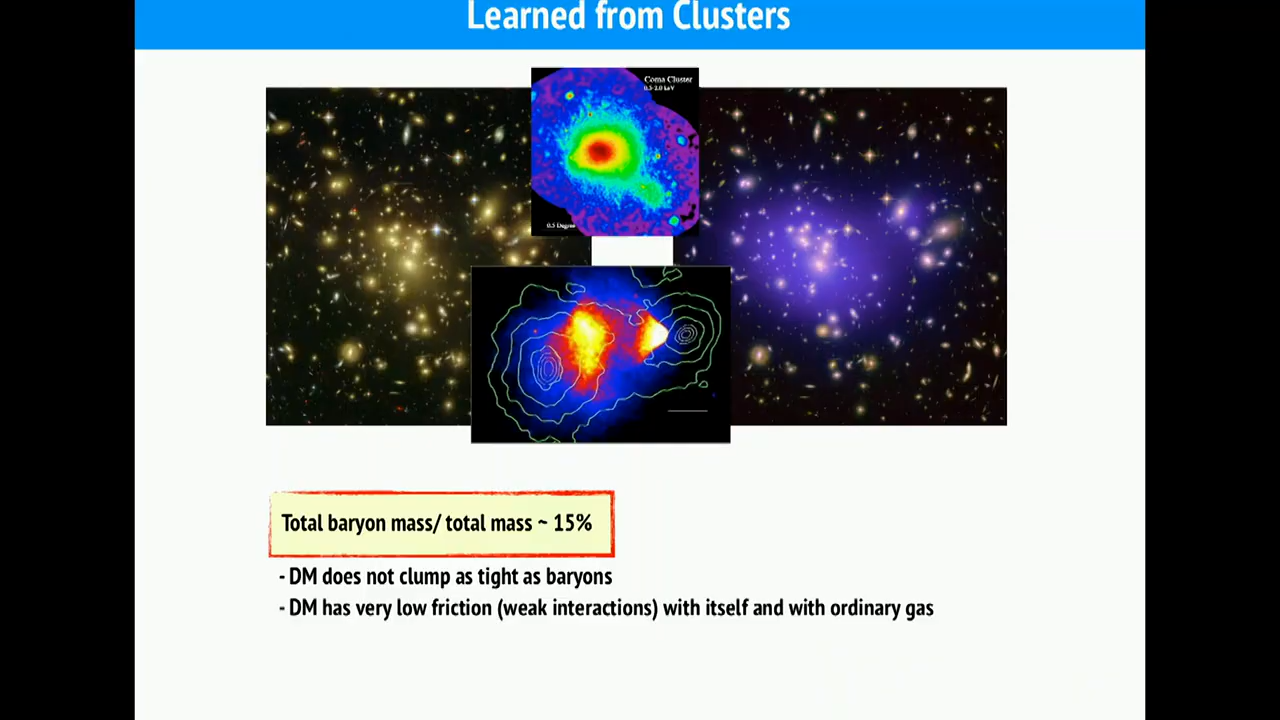 Learned from Clusters
Coma Cluster
0.5-2.0 keV
0.5 Degree
Total baryon mass/ total mass ~ 15%
- DM does not clump as tight as baryons
- DM has very low friction (weak interactions) with itself and with ordinary gas